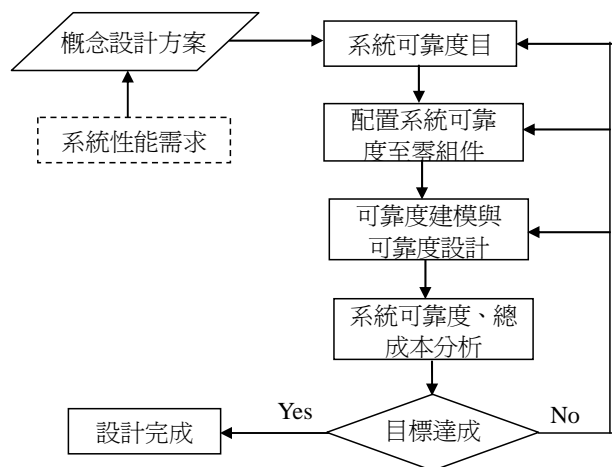 概念設計方案
系統可靠度目
系統性能需求
配置系統可靠
度至零組件
可靠度建模與
可靠度設計
系統可靠度、總
成本分析
目標達成
Yes
No
設計完成